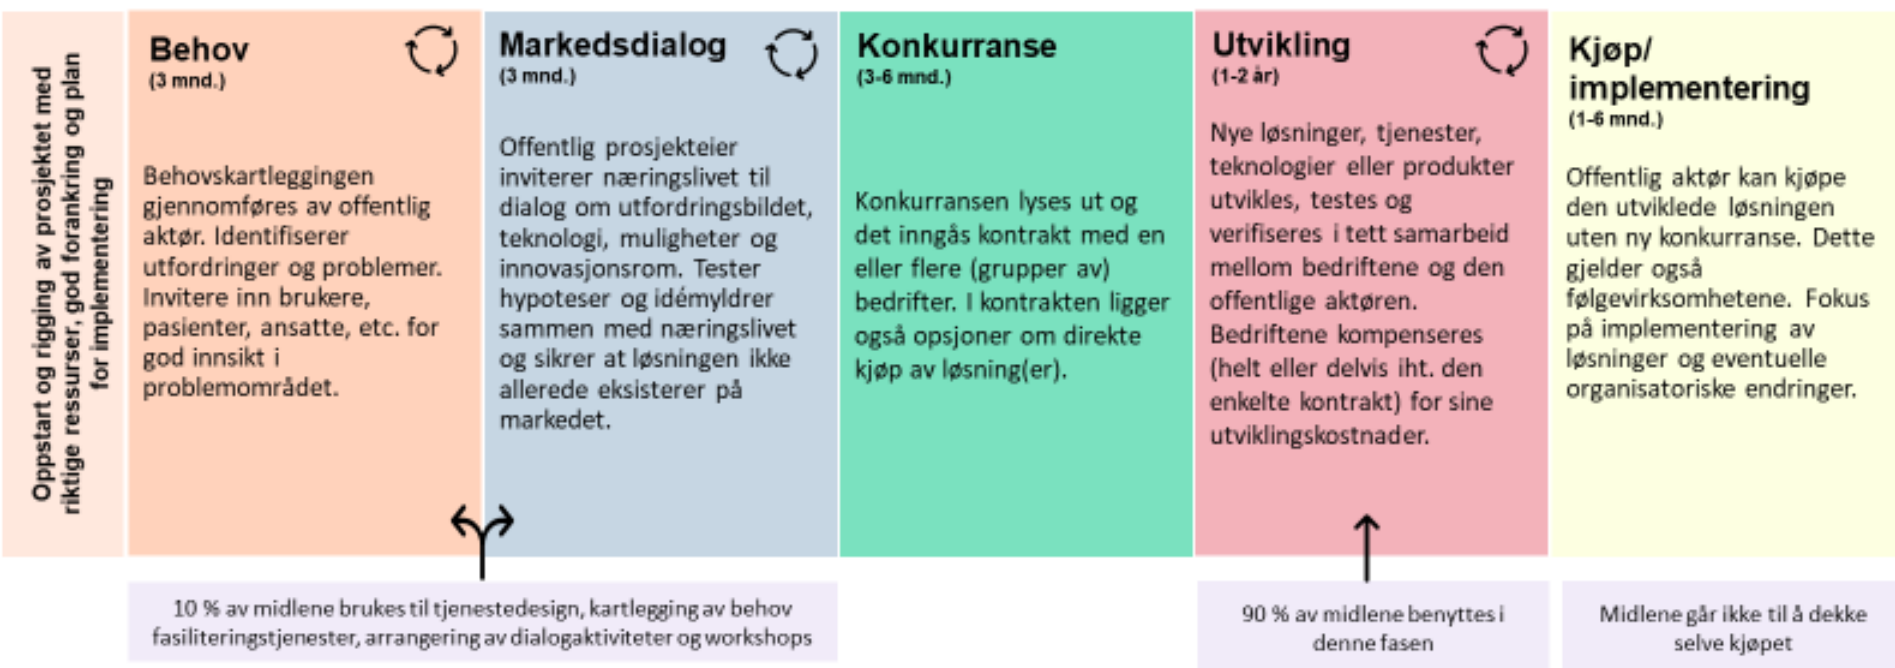 Oppstart og rigging av prosjektet med
riktige ressurser, god forankring og plan
for implementering
Behov
(3 mnd.)
Behovskartleggingen
gjennomføres av offentlig
aktør. Identifiserer
utfordringer og problemer.
Invitere inn brukere,
pasienter, ansatte, etc. for
god innsikt i
problemområdet.
Markedsdialog
(3 mnd.)
Offentlig prosjekteier
inviterer næringslivet til
dialog om utfordringsbildet,
teknologi, muligheter og
innovasjonsrom. Tester
hypoteser og idémyldrer
sammen med næringslivet
og sikrer at løsningen ikke
allerede eksisterer på
markedet.
Konkurranse
(3-6 mnd.)
Konkurransen lyses ut og
det inngås kontrakt med en
eller flere (grupper av)
bedrifter. I kontrakten ligger
også opsjoner om direkte
kjøp av løsning(er).
Utvikling
(1-2 år)
Nye løsninger, tjenester,
teknologier eller produkter
utvikles, testes og
verifiseres i tett samarbeid
mellom bedriftene og den
offentlige aktøren.
Bedriftene kompenseres
(helt eller delvis iht. den
enkelte kontrakt) for sine
utviklingskostnader.
Kjøp/
implementering
(1-6 mnd.)
Offentlig aktør kan kjøpe
den utviklede løsningen
uten ny konkurranse. Dette
gjelder også
følgevirksomhetene. Fokus
på implementering av
løsninger og eventuelle
organisatoriske endringer.
10 % av midlene brukes til tjenestedesign, kartlegging av behov
fasiliteringstjenester, arrangering av dialogaktiviteter og workshops
90 % av midlene benyttes i
denne fasen
Midlene går ikke til å dekke
selve kjøpet